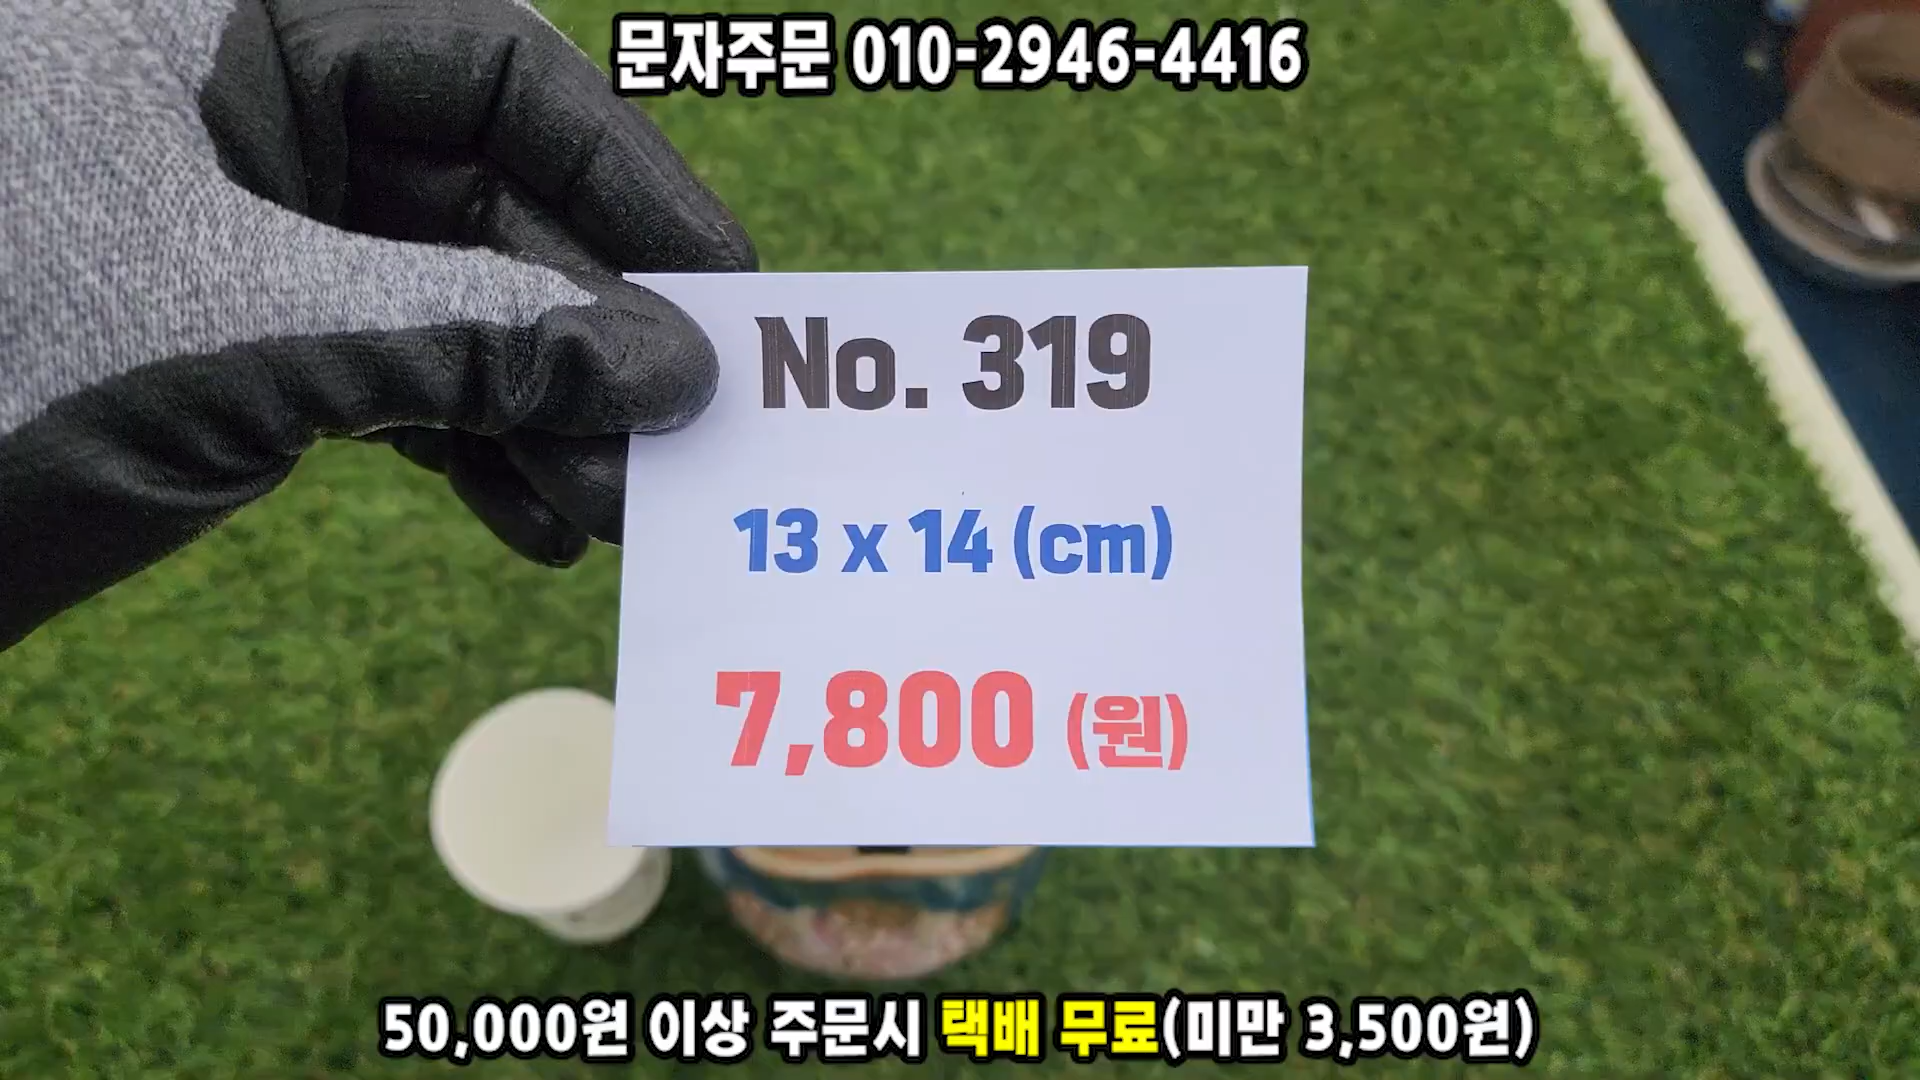 문자주문 010-2946-4416
No. 319
13 x 14 (cm)
7,800 (원)
50,000원 이상 주문시 택배 무료(미만 3,500원)